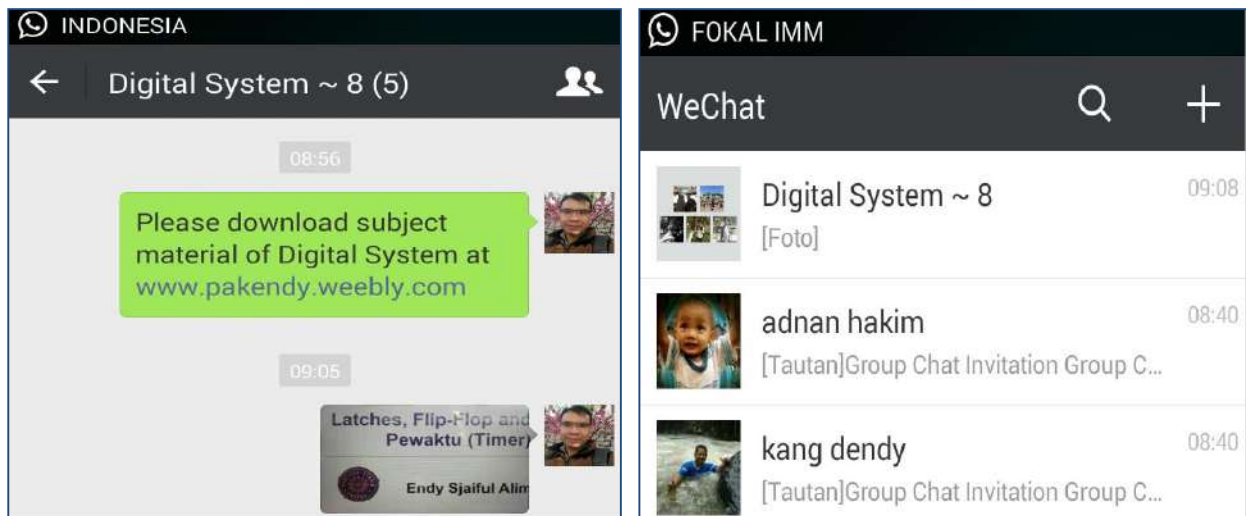 INDONESIA
Digital System ~ 8 (5)
08:56
Please download subject
material of Digital System at
www.pakendy.weebly.com
09:05
Latches, Flip-Flop and
Pewaktu (Timer)
Endy Sjaiful Alim
FOKAL IMM
WeChat
Digital System ~ 8
09:08
[Foto]
adnan hakim
08:40
[Tautan]Group Chat Invitation Group C...
kang dendy
08:40
[Tautan]Group Chat Invitation Group C...